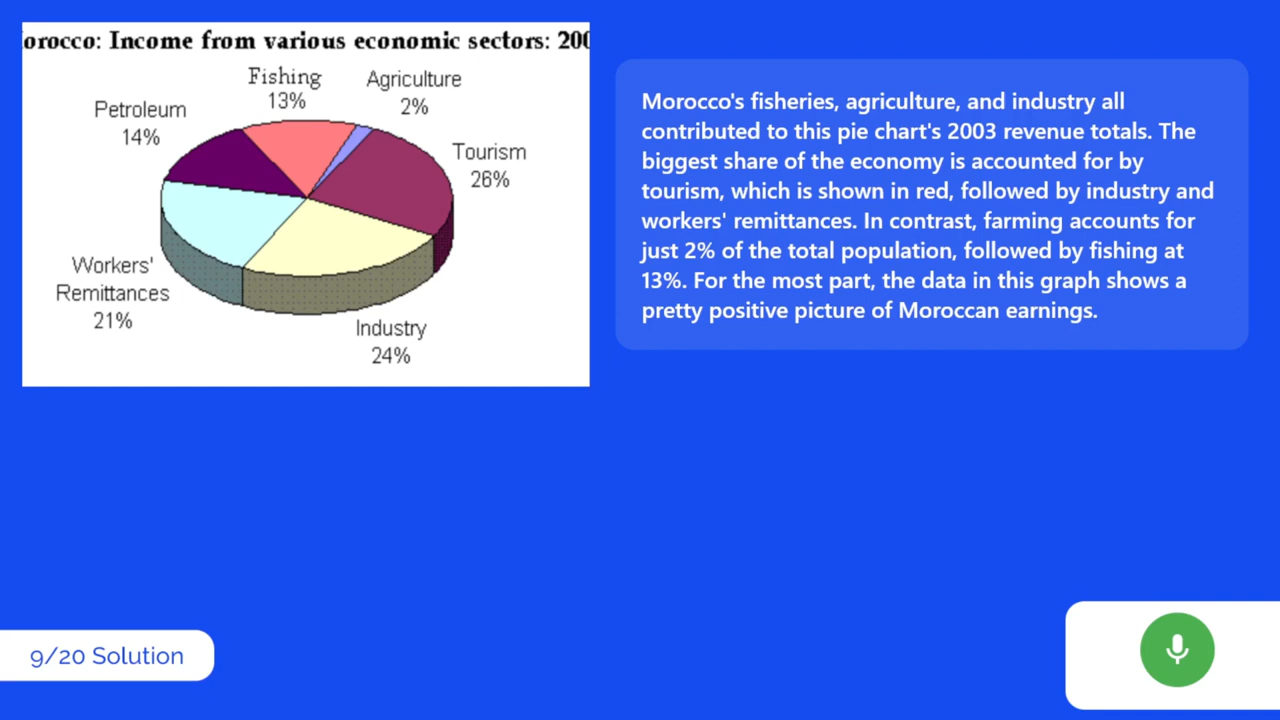 orocco: Income from various economic sectors: 200
Fishing
13%
Agriculture
2%
Petroleum
14%
Tourism
26%
Workers'
Remittances
21%
Industry
24%
Morocco's fisheries, agriculture, and industry all
contributed to this pie chart's 2003 revenue totals. The
biggest share of the economy is accounted for by
tourism, which is shown in red, followed by industry and
workers' remittances. In contrast, farming accounts for
just 2% of the total population, followed by fishing at
13%. For the most part, the data in this graph shows a
pretty positive picture of Moroccan earnings.
9/20 Solution